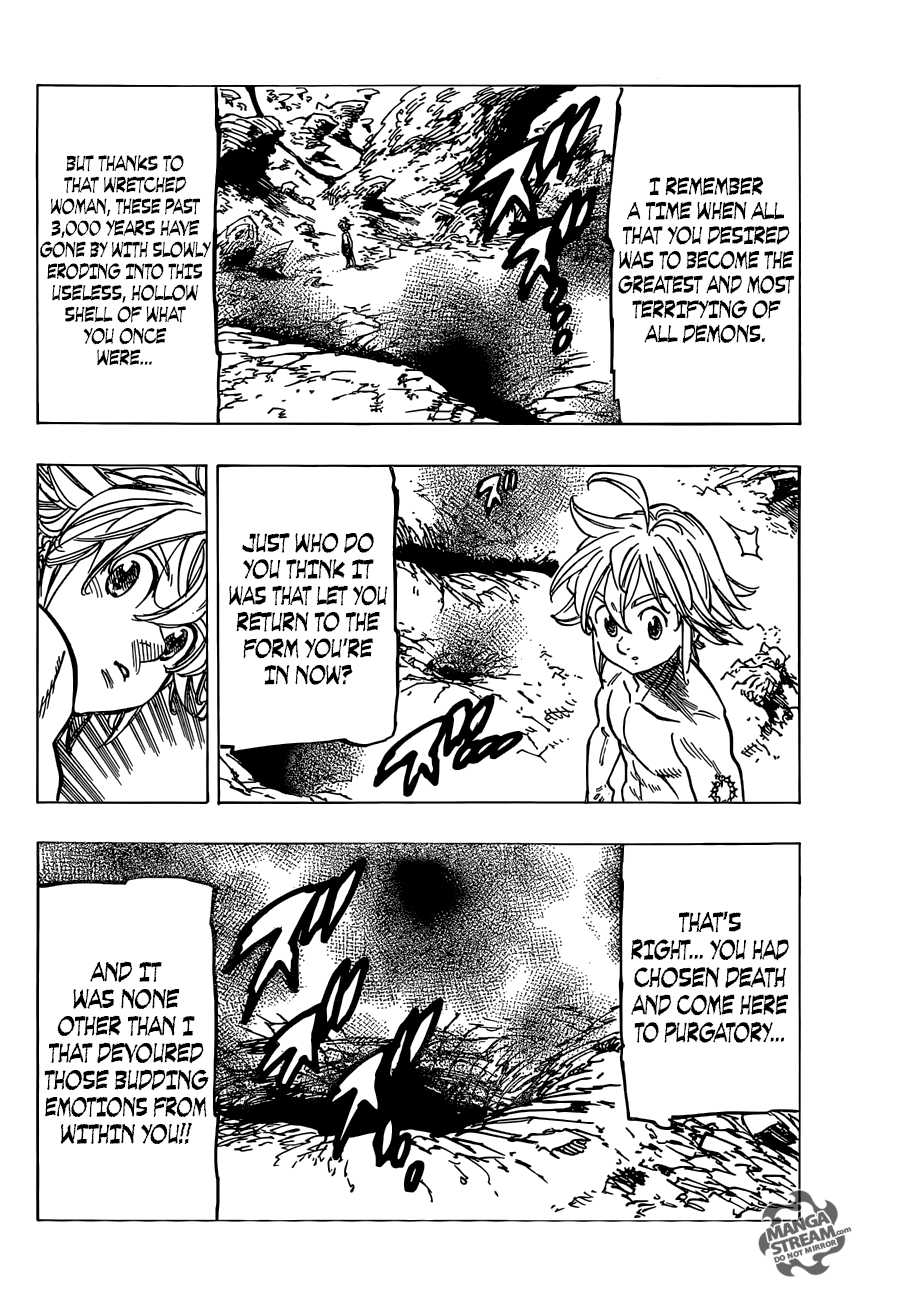 I REMEMBER
A TIME WHEN ALL
THAT YOU DESIRED
WAS TO BECOME THE
GREATEST AND MOST
TERRIFYING OF
ALL DEMONS.
BUT THANKS TO
THAT WRETCHED
WOMAN, THESE PAST
3,000 YEARS HAVE
GONE BY WITH SLOWLY
ERODING INTO THIS
USELESS, HOLLOW
SHELL OF WHAT
YOU ONCE
WERE...
JUST WHO DO
YOU THINK IT
WAS THAT LET YOU
RETURN TO THE
FORM YOU'RE
IN NOW?
THAT'S
RIGHT... YOU HAD
CHOSEN DEATH
AND COME HERE
TO PURGATORY...
AND IT
WAS NONE
OTHER THAN I
THAT DEVOURED
THOSE BUDDING
EMOTIONS FROM
WITHIN YOU!!
MANGA
STREAM.com
DO NOT MIRROR